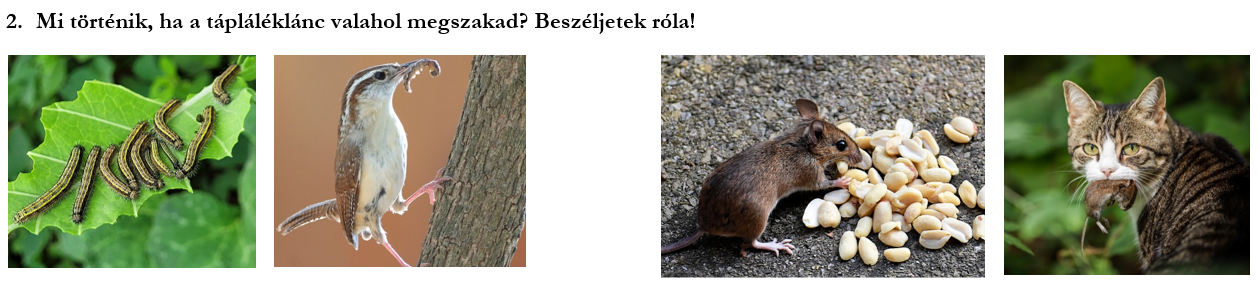 2. Mi történik, ha a tápláléklánc valahol megszakad? Beszéljetek róla!